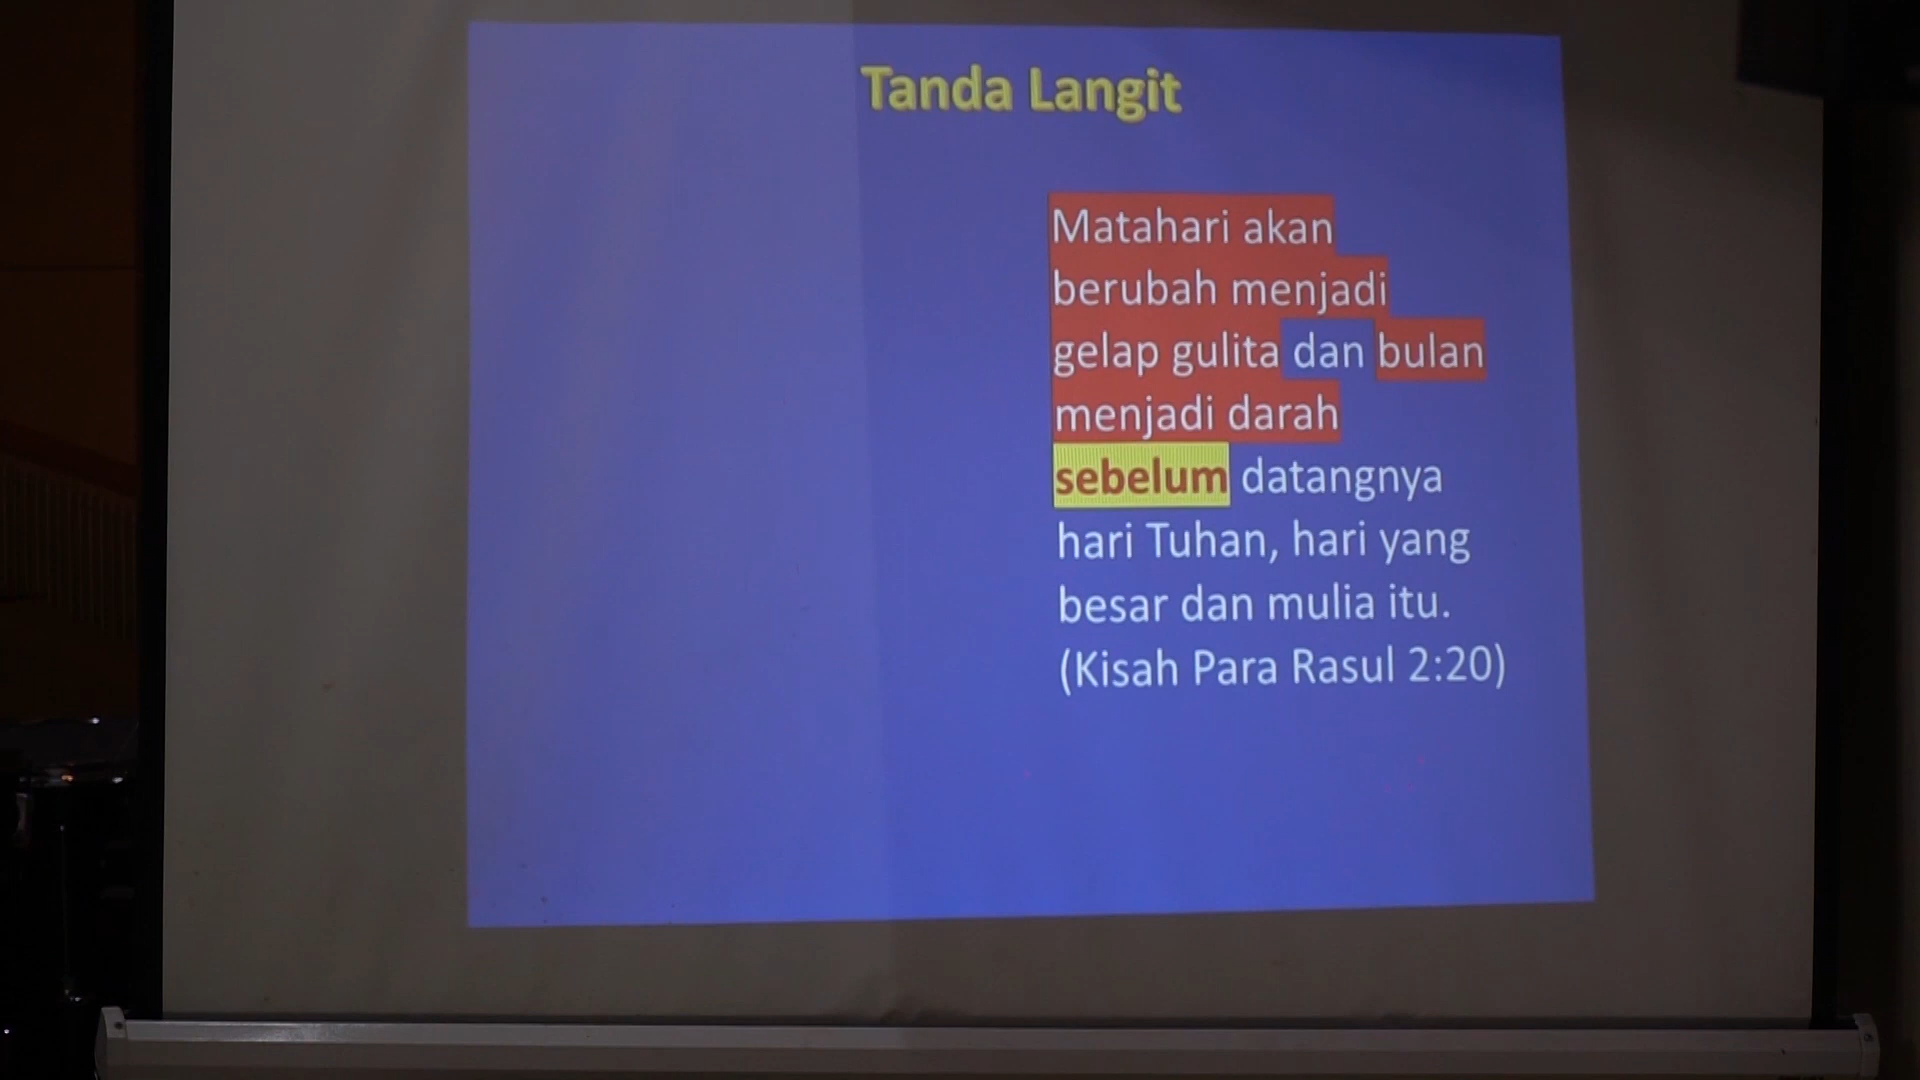 Tanda Langit
Matahari akan
berubah menjadi
gelap gulita dan bulan
menjadi darah
sebelum datangnya
hari Tuhan, hari yang
besar dan mulia itu.
(Kisah Para Rasul 2:20)